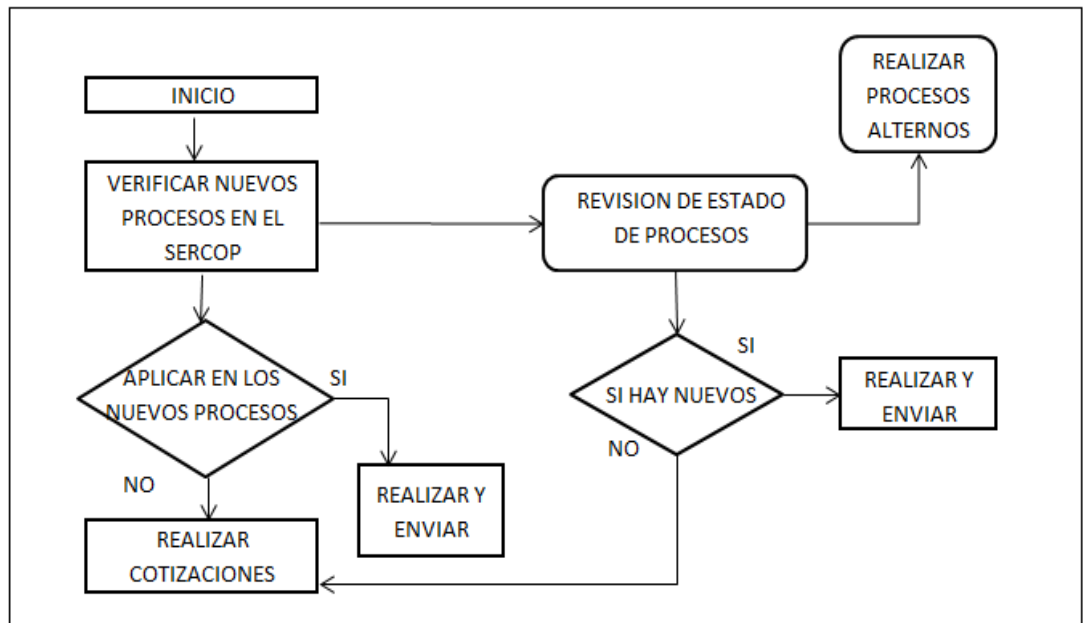 INICIO
VERIFICAR NUEVOS
PROCESOS EN EL
SERCOP
REVISION DE ESTADO
DE PROCESOS
REALIZAR
PROCESOS
ALTERNOS
APLICAR EN LOS
NUEVOS PROCESOS
SI
NO
REALIZAR Y
ENVIAR
REALIZAR
COTIZACIONES
SI HAY NUEVOS
SI
NO
REALIZAR Y
ENVIAR